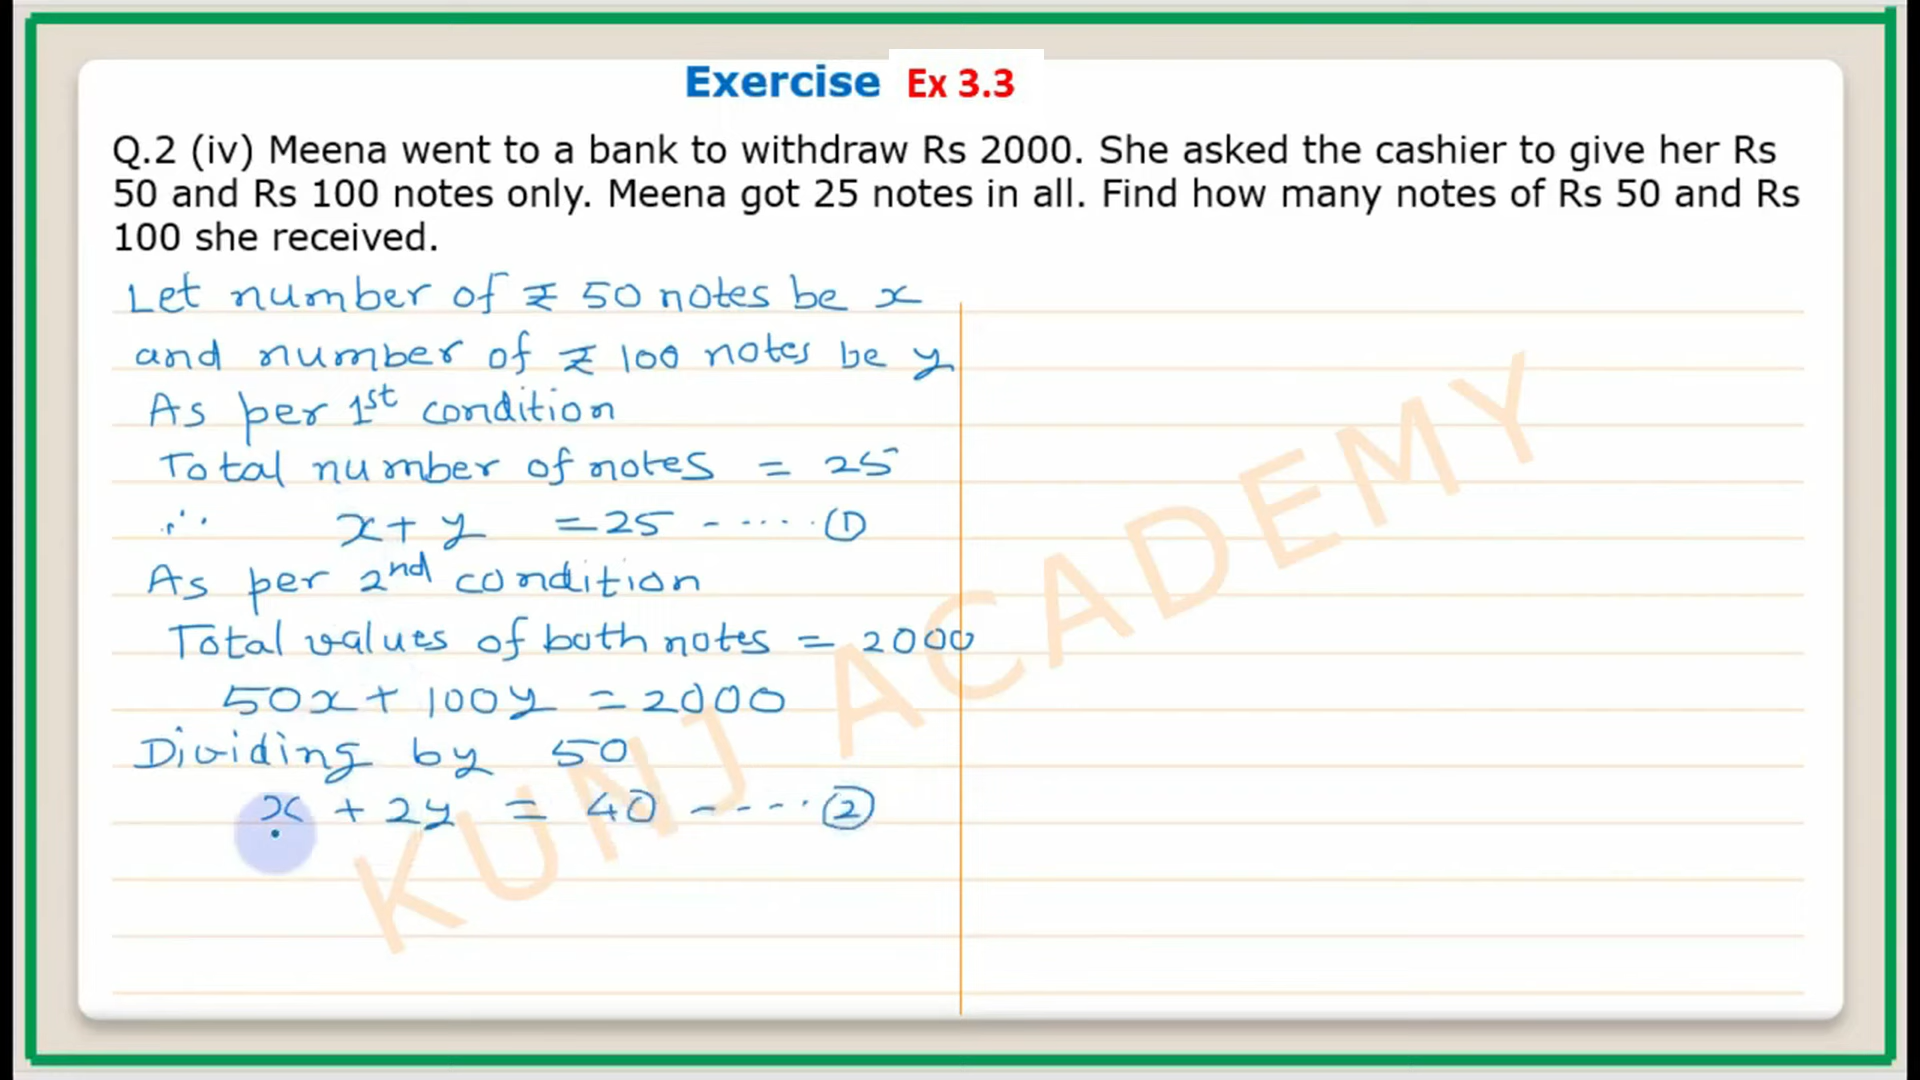 Exercise Ex 3.3
Q.2 (iv) Meena went to a bank to withdraw Rs 2000. She asked the cashier to give her Rs
50 and Rs 100 notes only. Meena got 25 notes in all. Find how many notes of Rs 50 and Rs
100 she received.
Let number of ₹ 50 notes be x
and number of ₹ 100 notes be y
As per 1st condition
Total number of notes = 25
∴ x + y = 25 - ..... ①
As per 2nd condition
Total values of both notes = 2000
50x + 100y = 2000
Dividing by 50
x + 2y = 40 ----.. ②
KUNJ ACADEMY